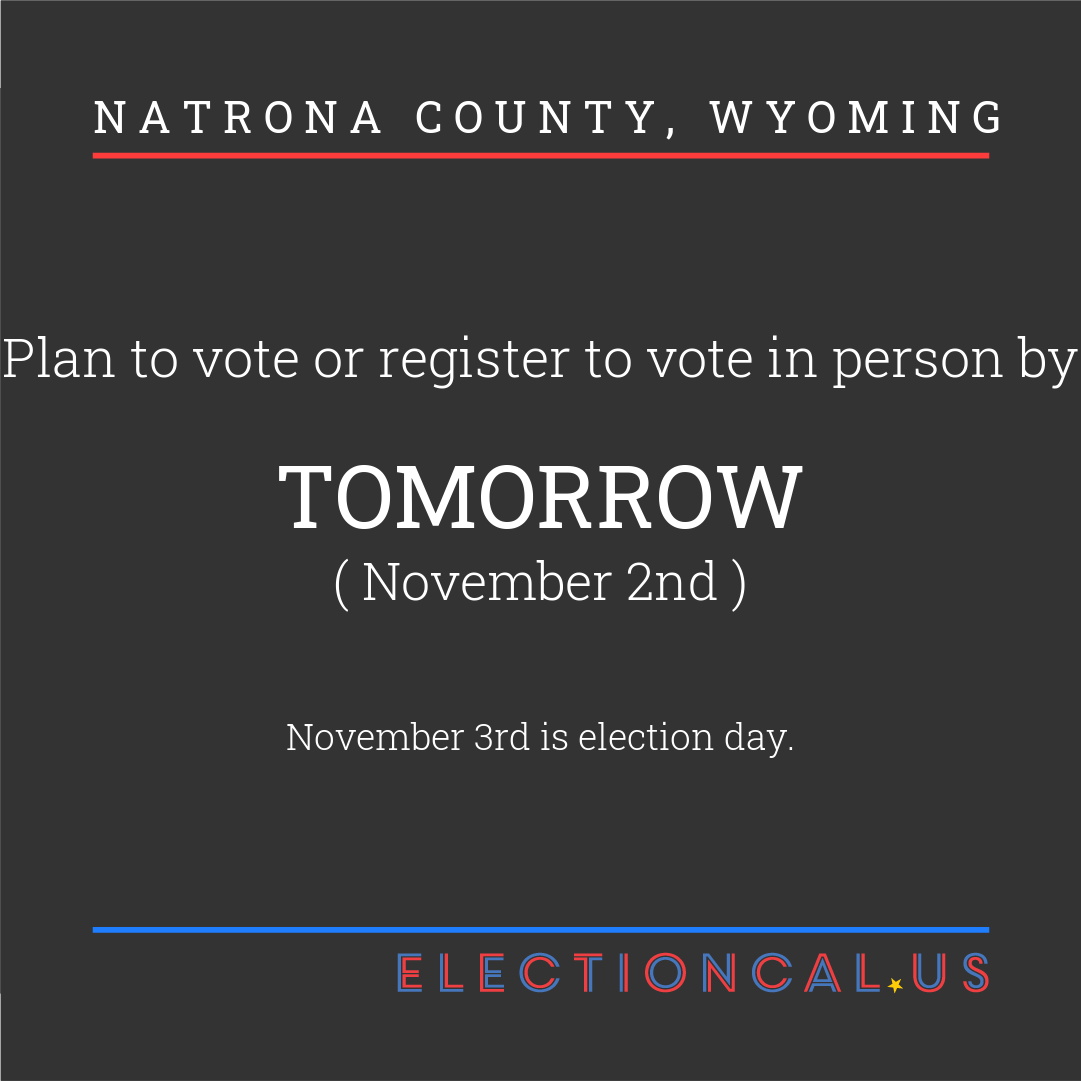 NATRONA COUNTY, WYOMING
Plan to vote or register to vote in person by
TOMORROW
( November 2nd )
November 3rd is election day.
ELECTIONCAL.US